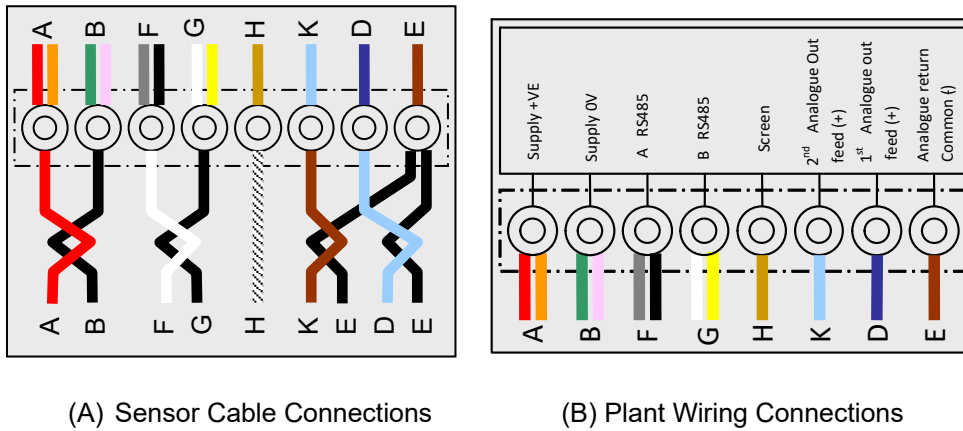 A B F G H K D E
A B F G H K E D E
(A) Sensor Cable Connections
Supply +VE
Supply 0V
A RS485
B RS485
Screen
2nd Analogue Out
feed (+)
1st Analogue out
feed (+)
Analogue return
Common ()
A B F G H K D E
(B) Plant Wiring Connections